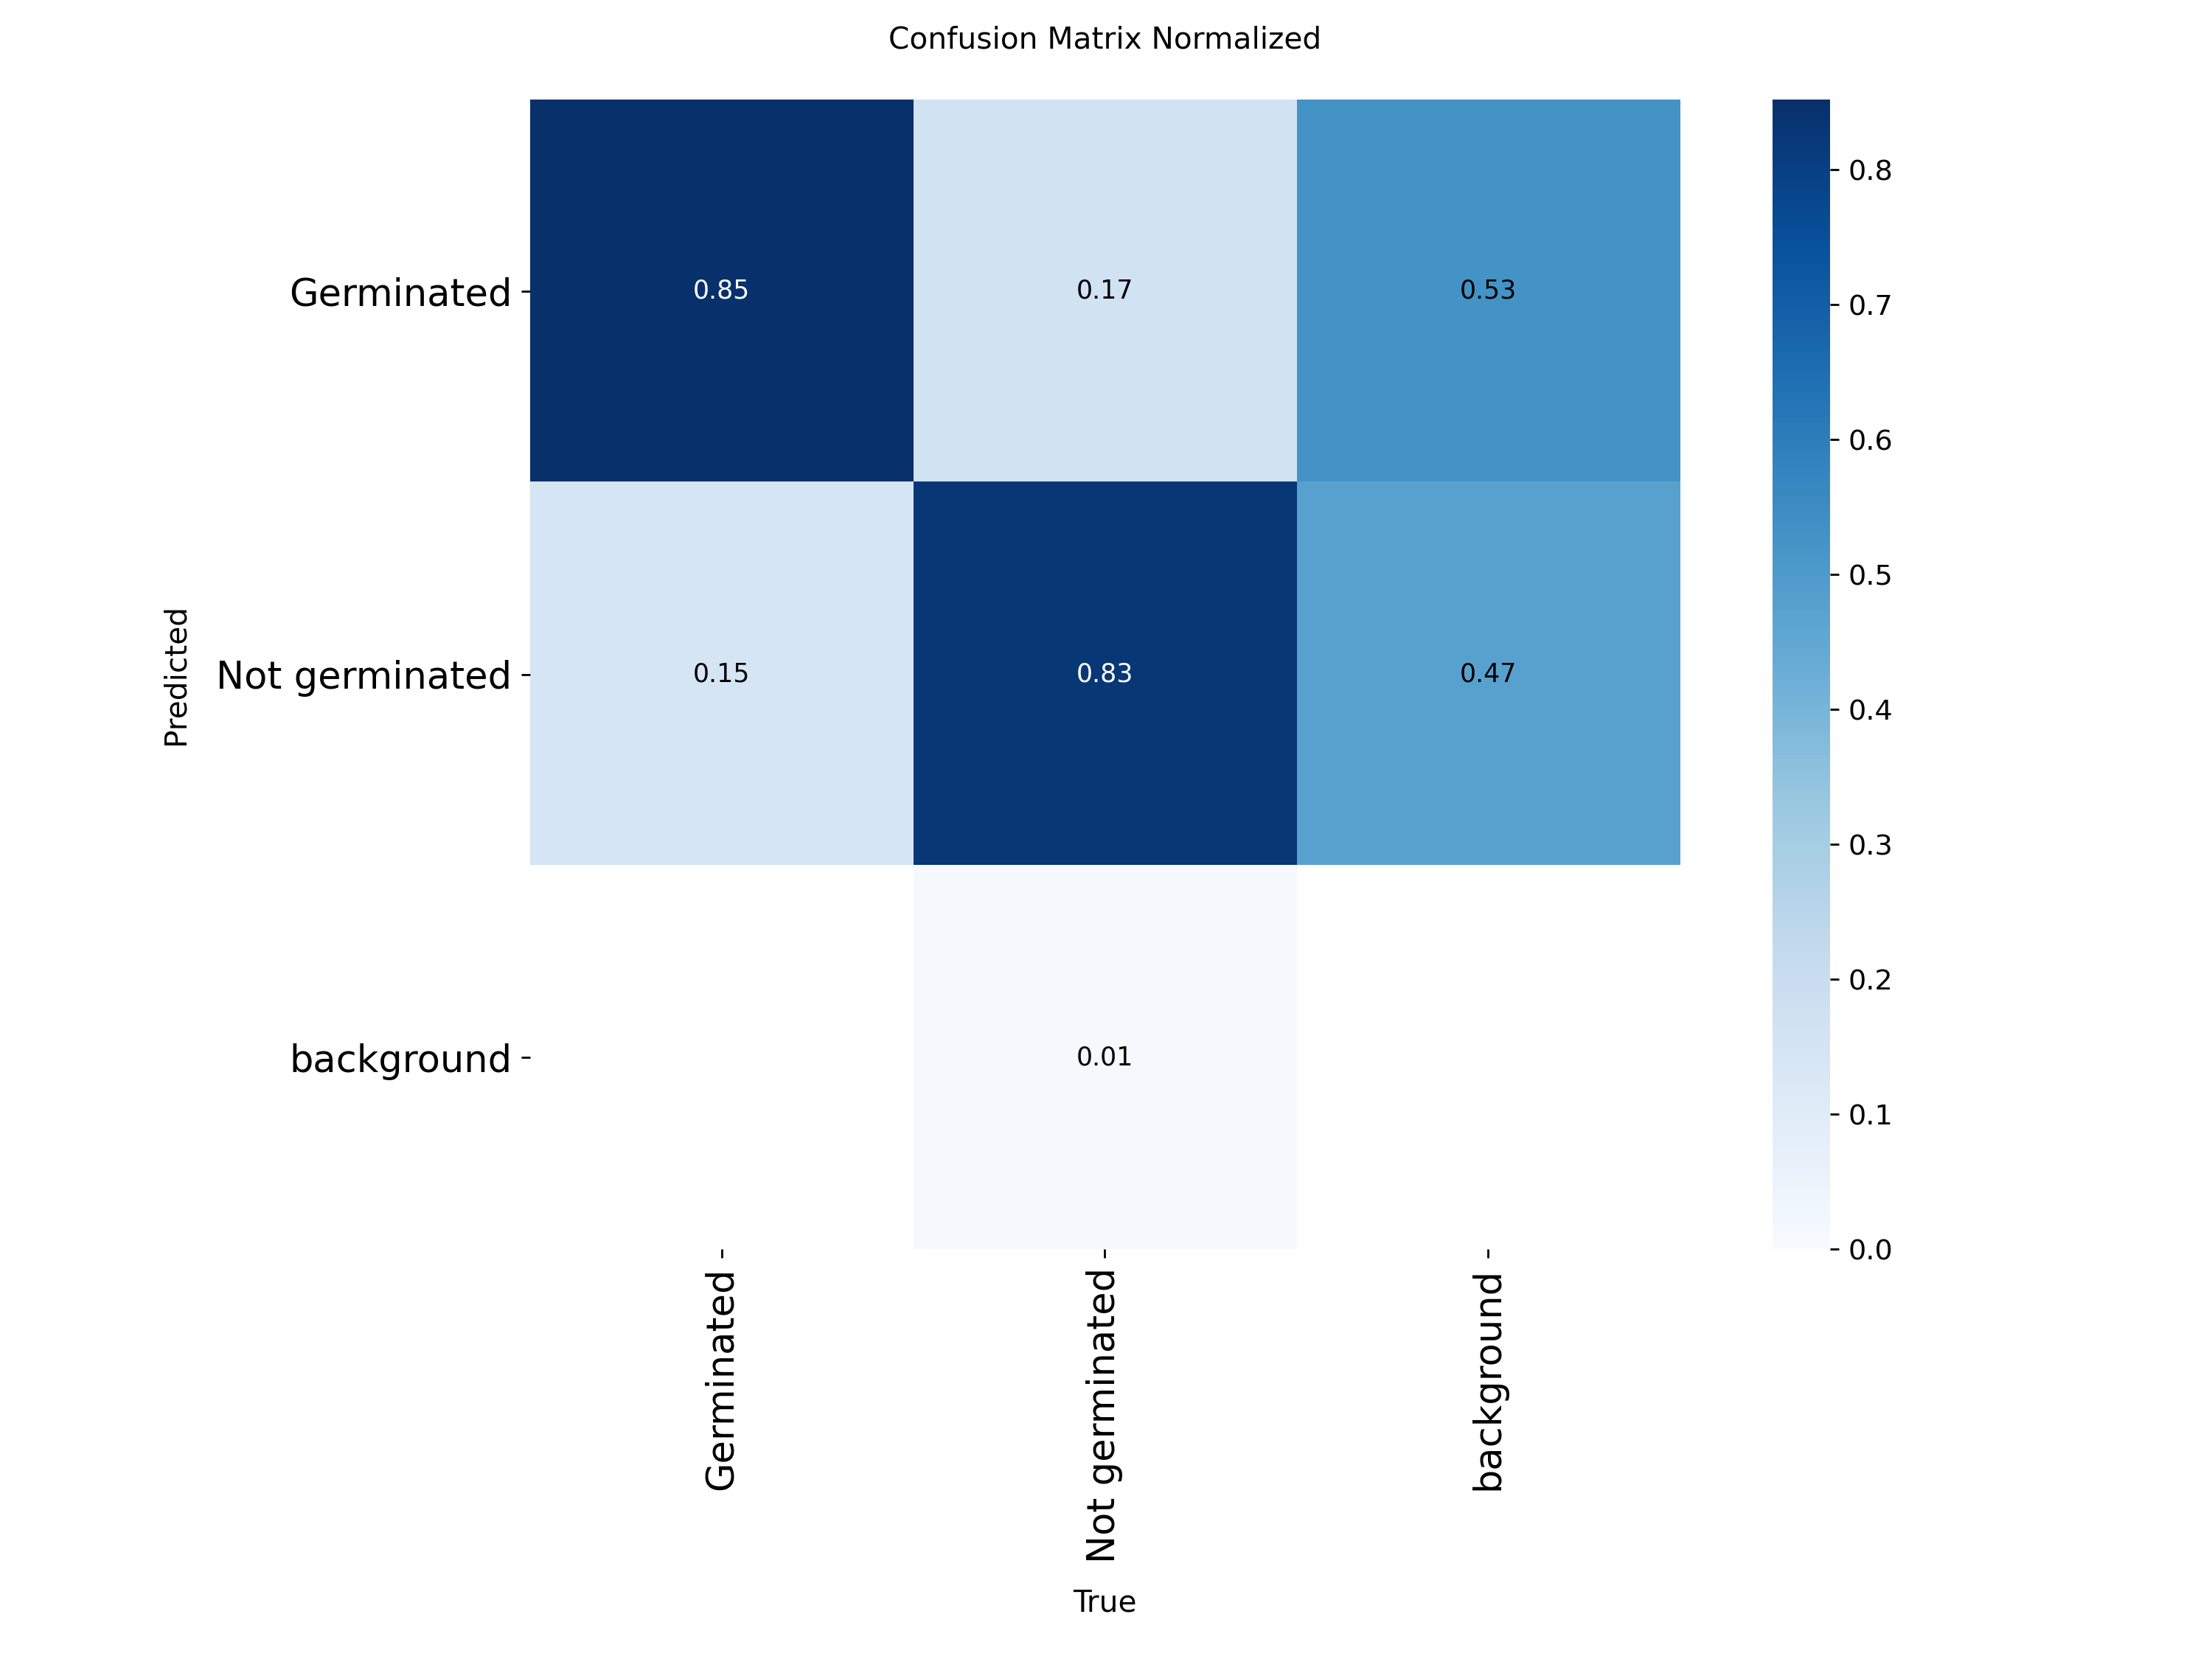 Confusion Matrix Normalized
Predicted
Germinated
0.85
0.17
0.53
Not germinated
0.15
0.83
0.47
background
0.01
Germinated
Not germinated
background
True
0.8
0.7
0.6
0.5
0.4
0.3
0.2
0.1
0.0